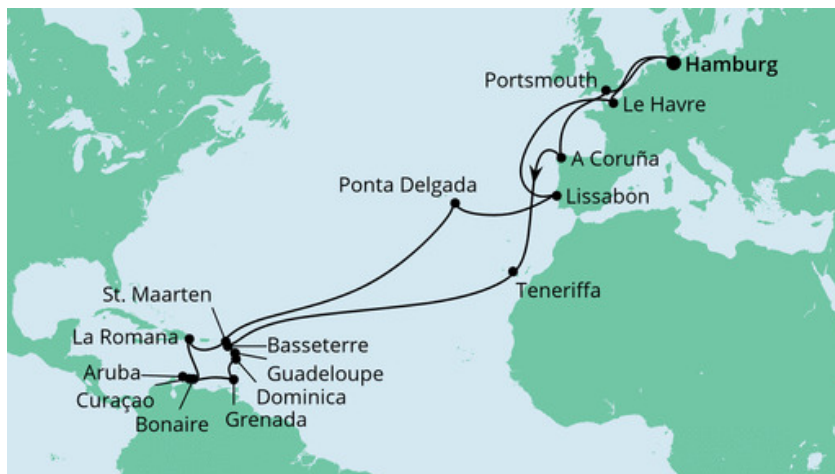 Hamburg
Portsmouth
Le Havre
A Coruña
Ponta Delgada
Lissabon
Teneriffa
St. Maarten
La Romana
Basseterre
Guadeloupe
Aruba
Dominica
Curaçao
Grenada
Bonaire